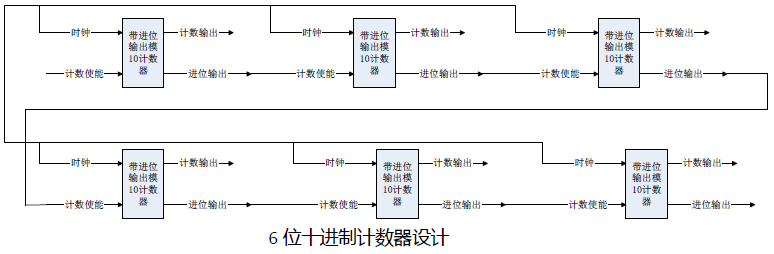 时钟
带进位
输出模
10计数
器
计数输出
计数使能
进位输出
时钟
带进位
输出模
10计数
器
计数输出
计数使能
进位输出
时钟
带进位
输出模
10计数
器
计数输出
计数使能
进位输出
时钟
带进位
输出模
10计数
器
计数输出
计数使能
进位输出
时钟
带进位
输出模
10计数
器
计数输出
计数使能
进位输出
时钟
带进位
输出模
10计数
器
计数输出
计数使能
进位输出
6 位十进制计数器设计